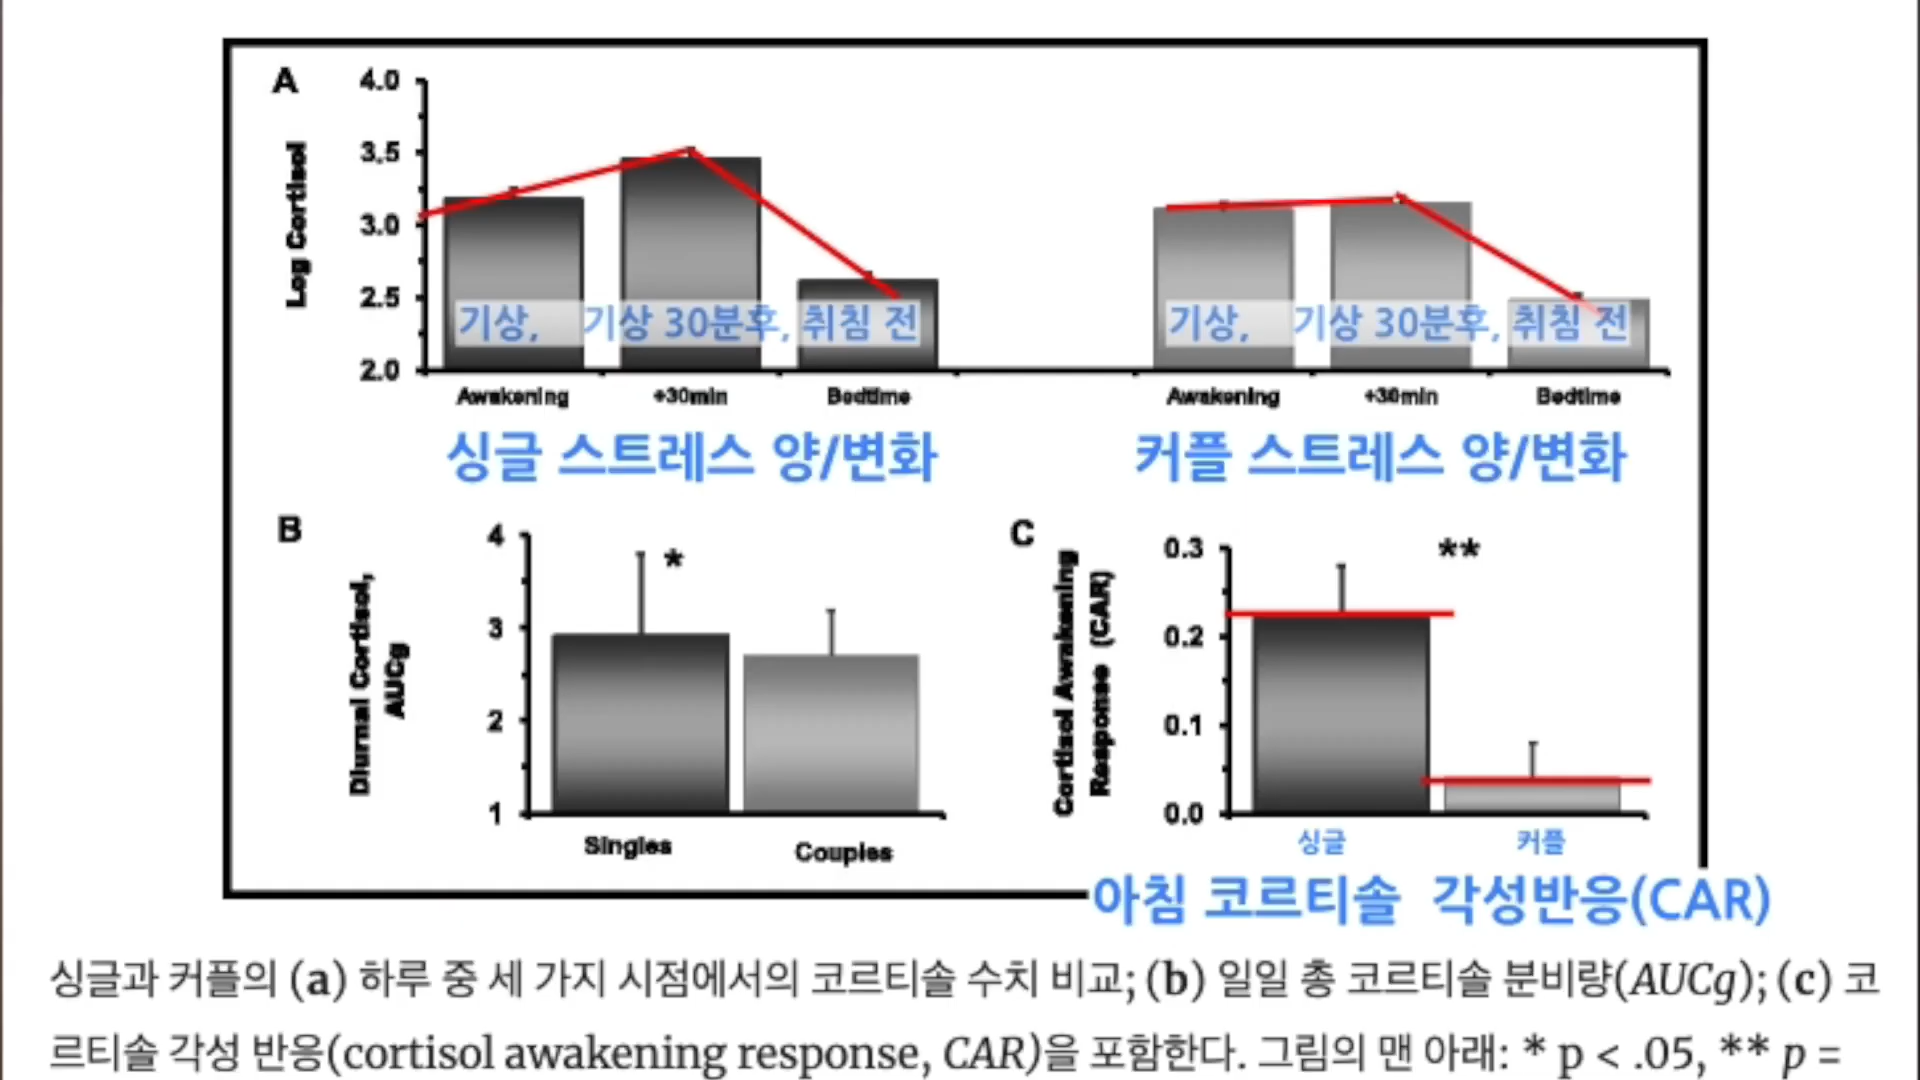 A
4.0
3.5
3.0
2.5
2.0
Log Cortisol
기상, 기상 30분후, 취침 전
기상, 기상 30분후, 취침 전
Awakening +30min Bedtime
Awakening +30min Bedtime
싱글 스트레스 양/변화
커플 스트레스 양/변화
B
4
3
2
1
Diurnal Cortisol,
AUCg
*
Singles Couples
C
0.3
0.2
0.1
0.0
Cortisol Awakening
Response (CAR)
**
싱글 커플
아침 코르티솔 각성반응(CAR)
싱글과 커플의 (a) 하루 중 세 가지 시점에서의 코르티솔 수치 비교; (b) 일일 총 코르티솔 분비량(AUCg); (c) 코
르티솔 각성 반응(cortisol awakening response, CAR)을 포함한다. 그림의 맨 아래: * p < .05, ** p =